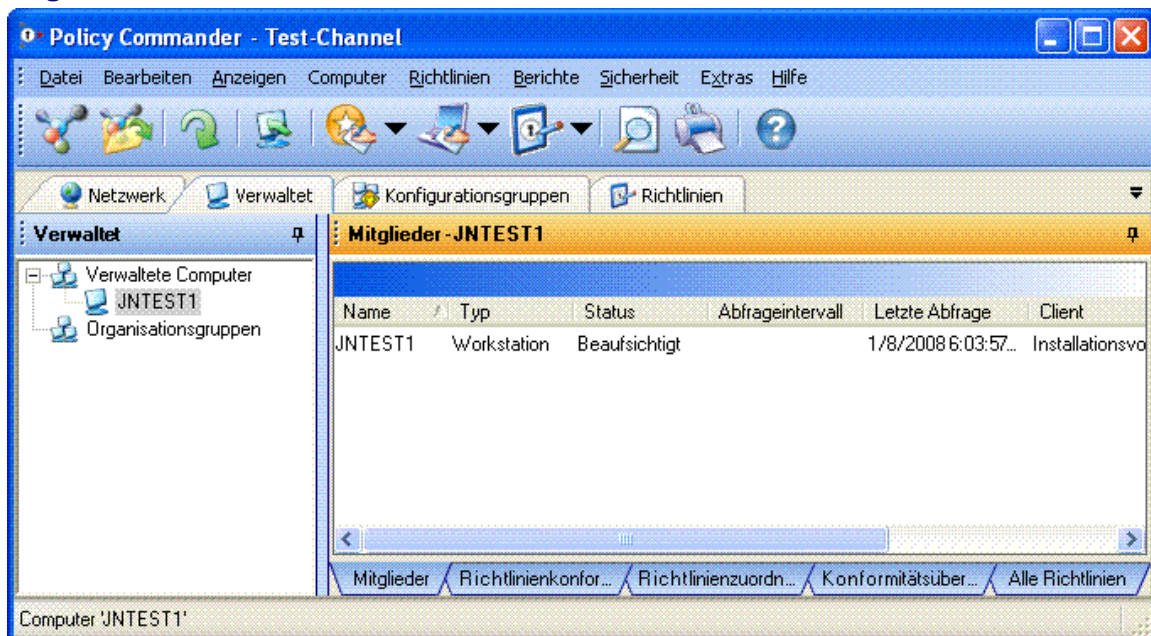 Policy Commander - Test-Channel
Datei Bearbeiten Anzeigen Computer Richtlinien Berichte Sicherheit Extras Hilfe
Netzwerk Verwaltet Konfigurationsgruppen Richtlinien
Verwaltet
Verwaltete Computer
JNTEST1
Organisationsgruppen
Mitglieder - JNTEST1
Name Typ Status Abfrageintervall Letzte Abfrage Client
JNTEST1 Workstation Beaufsichtigt 1/8/2008 6:03:57... Installationsvo
Mitglieder Richtlinienkonfor... Richtlinienzuordn... Konformitätsüber... Alle Richtlinien
Computer 'JNTEST1'